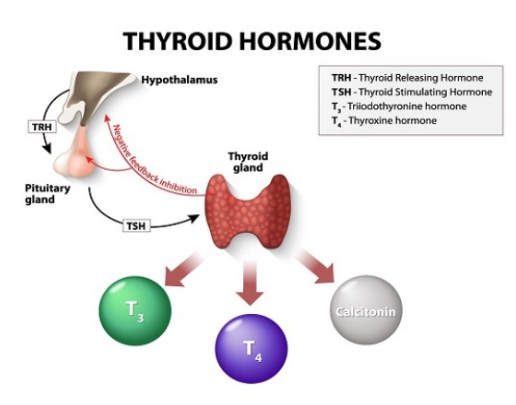 THYROID HORMONES
Hypothalamus
TRH - Thyroid Releasing Hormone
TSH - Thyroid Stimulating Hormone
T3 - Triiodothyronine hormone
T4 - Thyroxine hormone
TRH
Negative feedback inhibition
Thyroid
gland
Pituitary
gland
TSH
T3
T4
Calcitonin